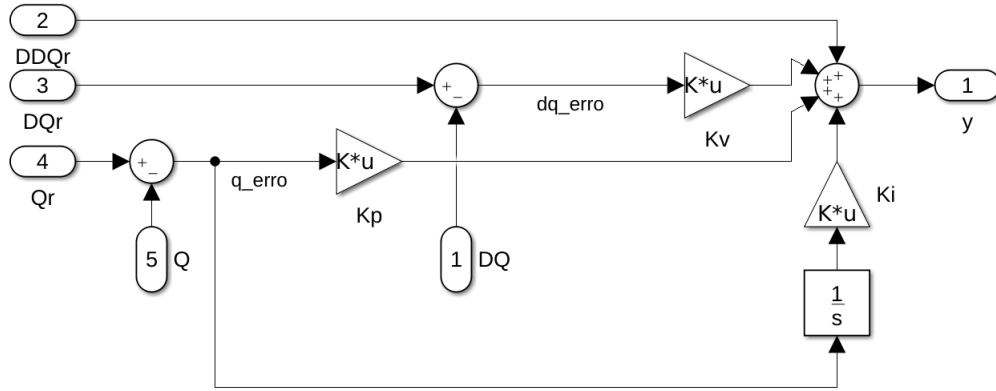 2
DDQr
3
DQr
4
Qr
+
−
q_erro
5
Q
K*u
Kp
+
−
dq_erro
1
DQ
K*u
Kv
+
+
+
+
1
y
K*u
Ki
1
s